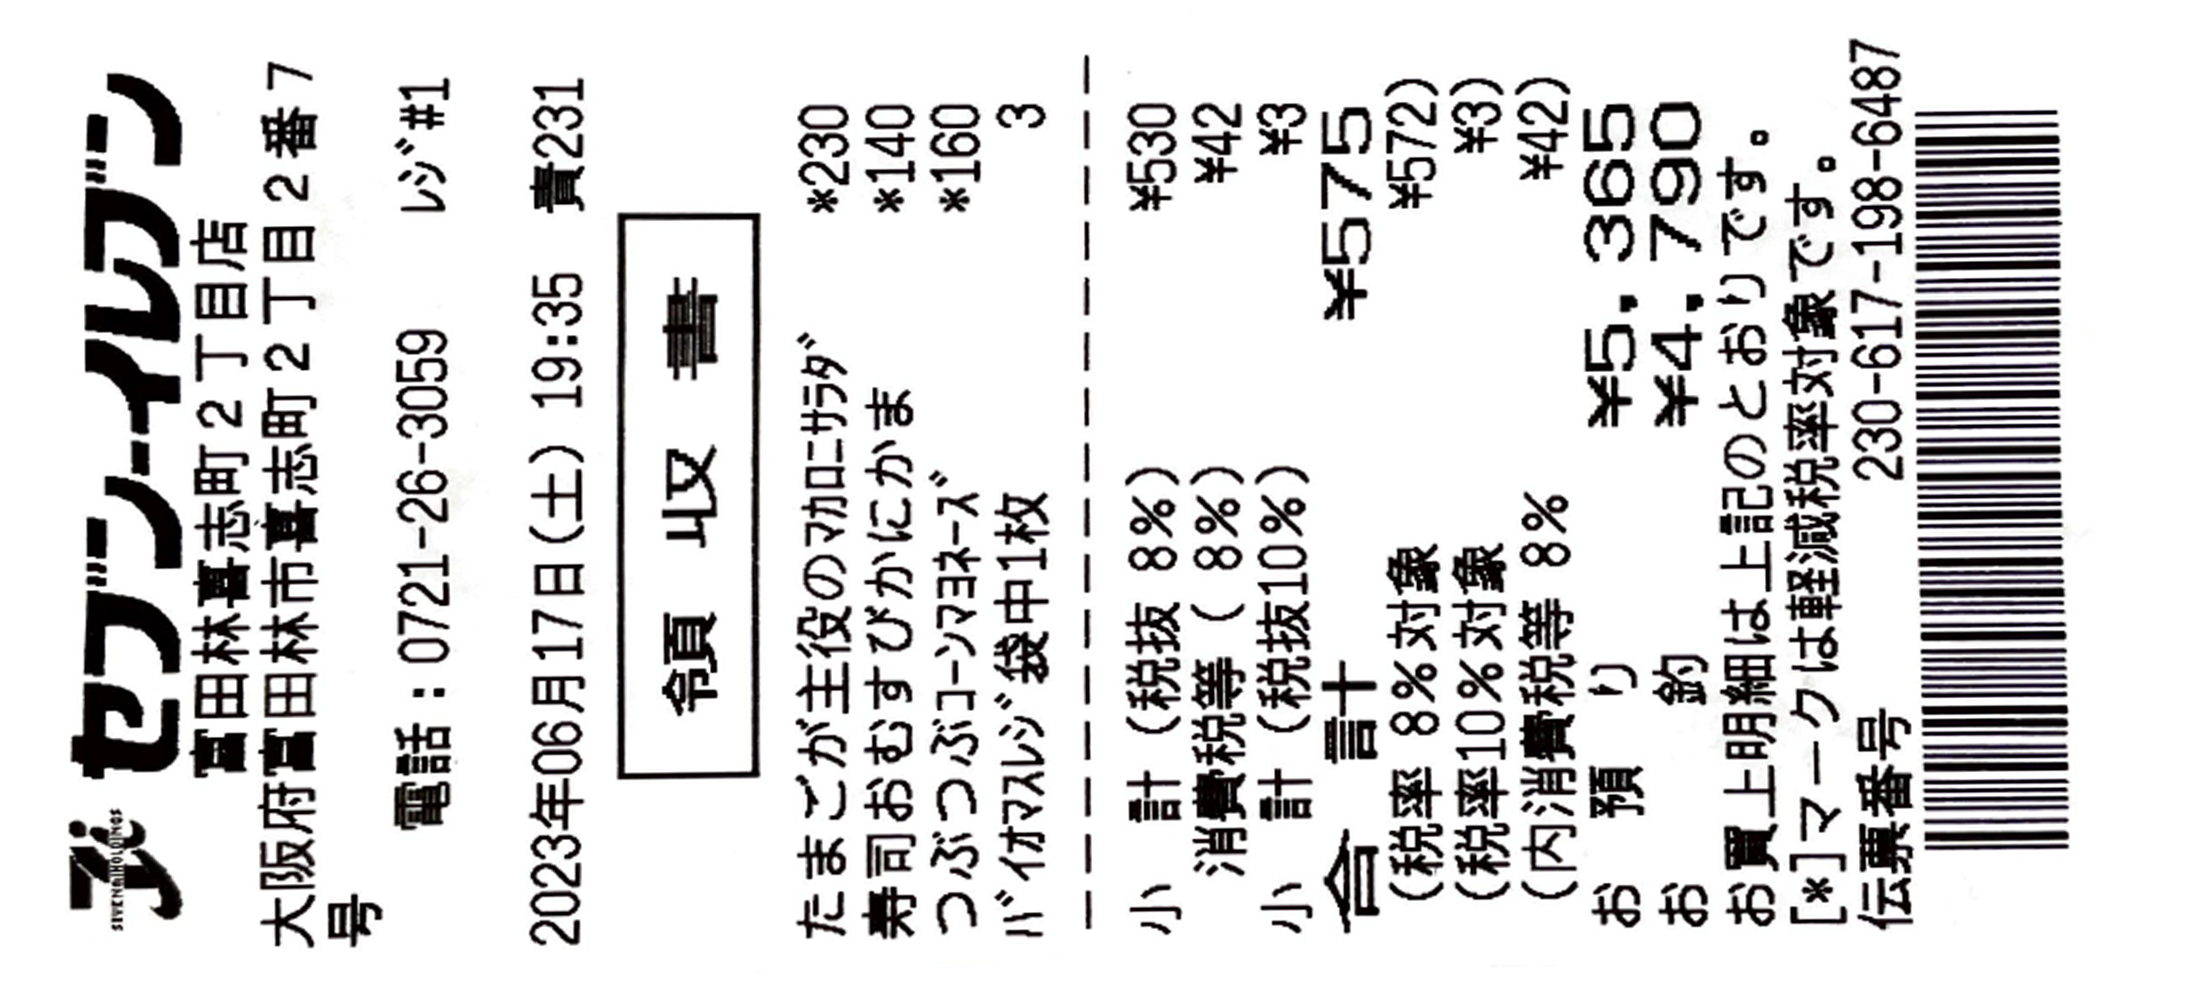 セブン-イレブン
SEVEN&i HOLDINGS
富田林喜志町2丁目店
大阪府富田林市喜志町2丁目2番7
号
電話：0721-26-3059 ﾚｼﾞ#1
2023年06月17日(土) 19:35 責231
領収書
たまごが主役のﾏｶﾛﾆｻﾗﾀﾞ *230
寿司おむすびかにかま *140
つぶつぶｺｰﾝﾏﾖﾈｰｽﾞ *160
ﾊﾞｲｵﾏｽﾚｼﾞ袋中1枚 3
小計 (税抜 8%) ¥530
消費税等 ( 8%) ¥42
小計 (税抜10%) ¥3
合計 ¥575
(税率 8%対象 ¥572)
(税率10%対象 ¥3)
(内消費税等 8% ¥42)
お預り ¥5,365
お釣 ¥4,790
お買上明細は上記のとおりです。
[*]マークは軽減税率対象です。
伝票番号 230-617-198-6487